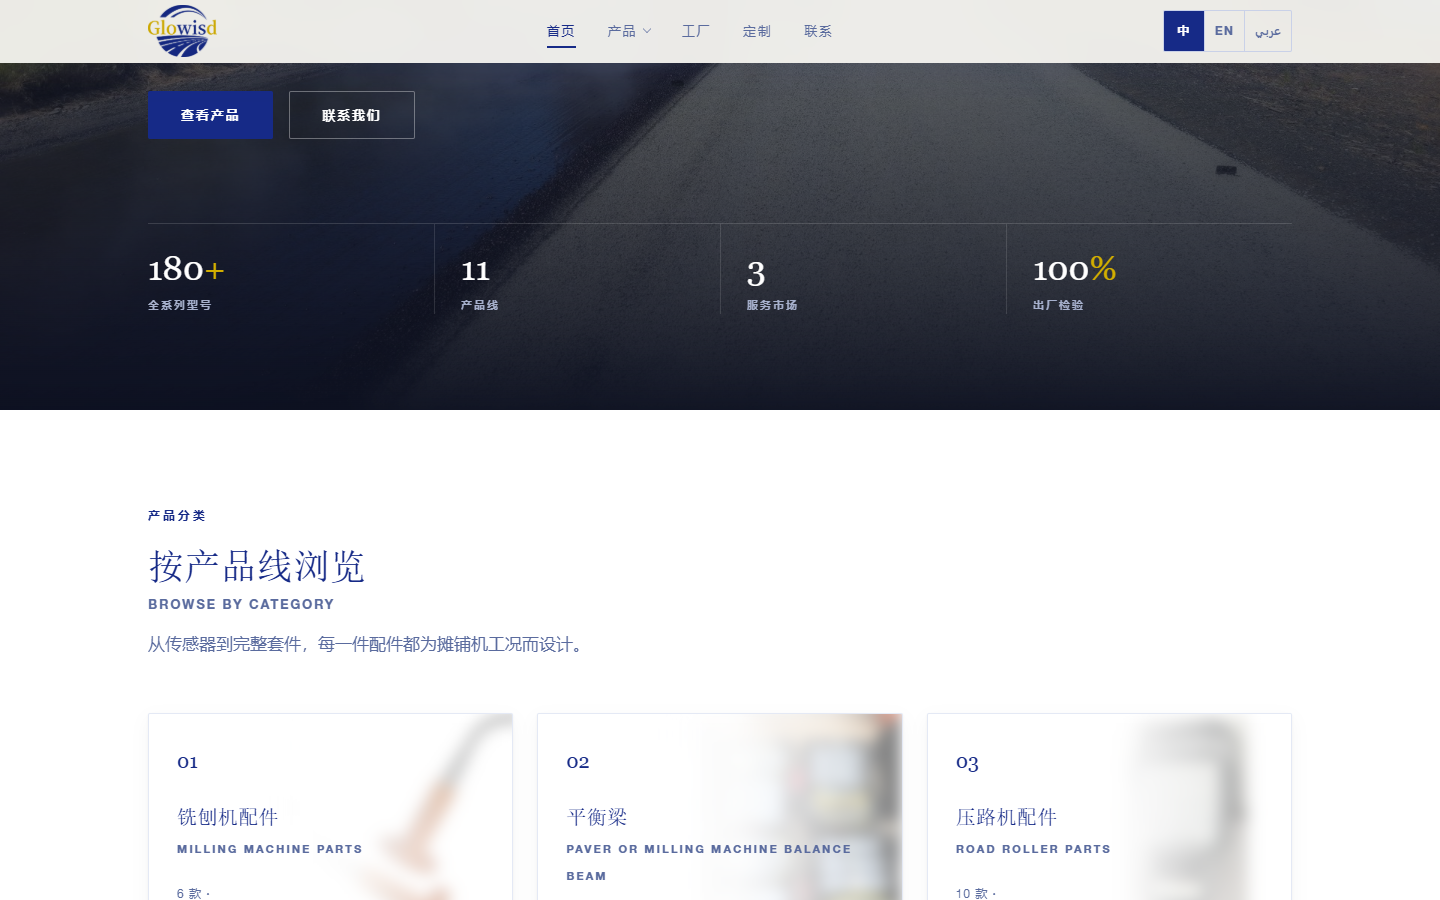 Glowisd
首页
产品
工厂
定制
联系
中
EN
عربي
查看产品
联系我们
180+
全系列型号
11
产品线
3
服务市场
100%
出厂检验
产品分类
按产品线浏览
BROWSE BY CATEGORY
从传感器到完整套件，每一件配件都为摊铺机工况而设计。
01
铣刨机配件
MILLING MACHINE PARTS
6 款 ·
02
平衡梁
PAVER OR MILLING MACHINE BALANCE
BEAM
03
压路机配件
ROAD ROLLER PARTS
10 款 ·